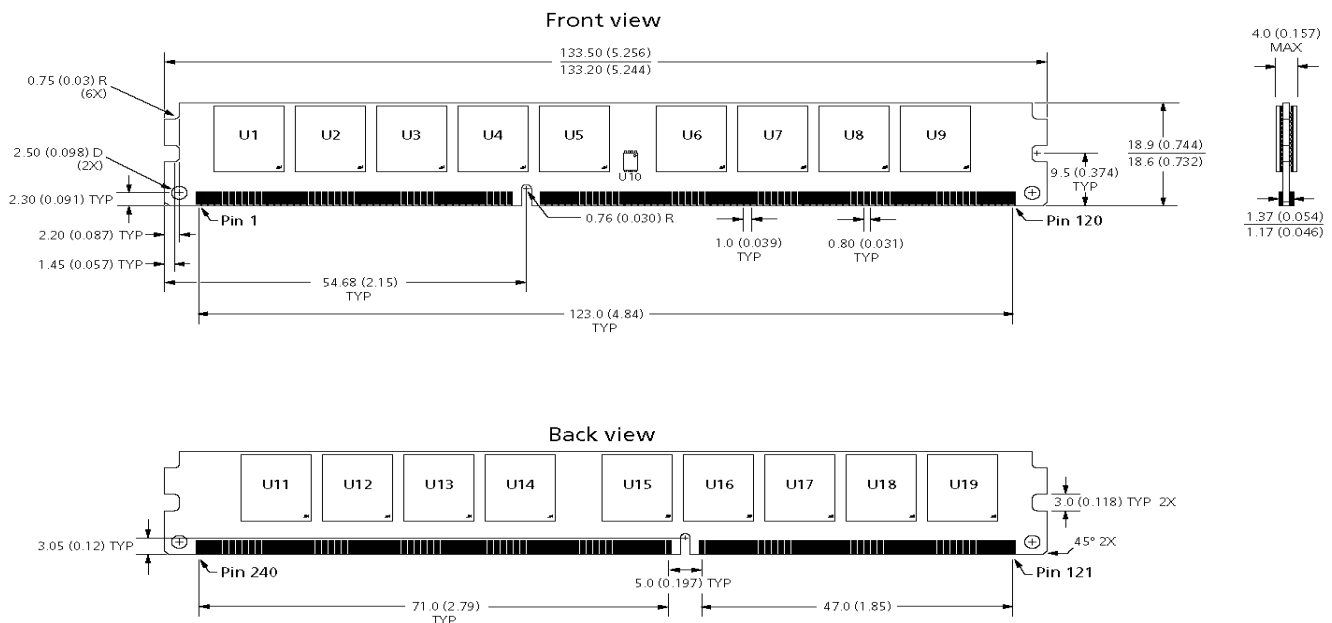 Front view
133.50 (5.256)
133.20 (5.244)
4.0 (0.157)
MAX
0.75 (0.03) R
(6X)
U1
U2
U3
U4
U5
U6
U7
U8
U9
U10
2.50 (0.098) D
(2X)
18.9 (0.744)
18.6 (0.732)
9.5 (0.374)
TYP
2.30 (0.091) TYP
Pin 1
0.76 (0.030) R
Pin 120
1.37 (0.054)
1.17 (0.046)
2.20 (0.087) TYP
1.0 (0.039)
TYP
0.80 (0.031)
TYP
1.45 (0.057) TYP
54.68 (2.15)
TYP
123.0 (4.84)
TYP
Back view
U11
U12
U13
U14
U15
U16
U17
U18
U19
3.0 (0.118) TYP 2X
3.05 (0.12) TYP
45° 2X
Pin 240
5.0 (0.197) TYP
Pin 121
71.0 (2.79)
TYP
47.0 (1.85)
TYP